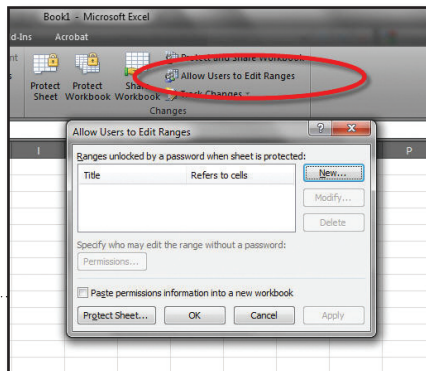 Book1 - Microsoft Excel
d-Ins Acrobat
Protect and Share Workbook
Allow Users to Edit Ranges
Track Changes
Protect Sheet
Protect Workbook
Workbook
Changes
Allow Users to Edit Ranges
Ranges unlocked by a password when sheet is protected:
Title Refers to cells
New...
Modify...
Delete
Specify who may edit the range without a password:
Permissions...
Paste permissions information into a new workbook
Protect Sheet... OK Cancel Apply
I P